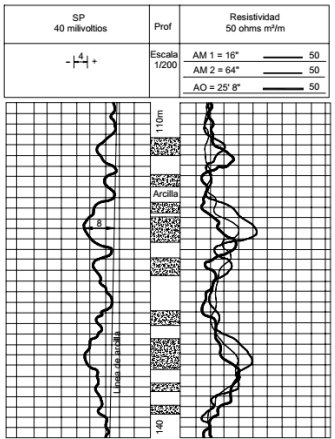 SP
40 milivoltios
Prof
Resistividad
50 ohms m²/m
- 4 +
Escala
1/200
AM 1 = 16" 50
AM 2 = 64" 50
AO = 25' 8" 50
110m
Arcilla
8
Línea de arcilla
140